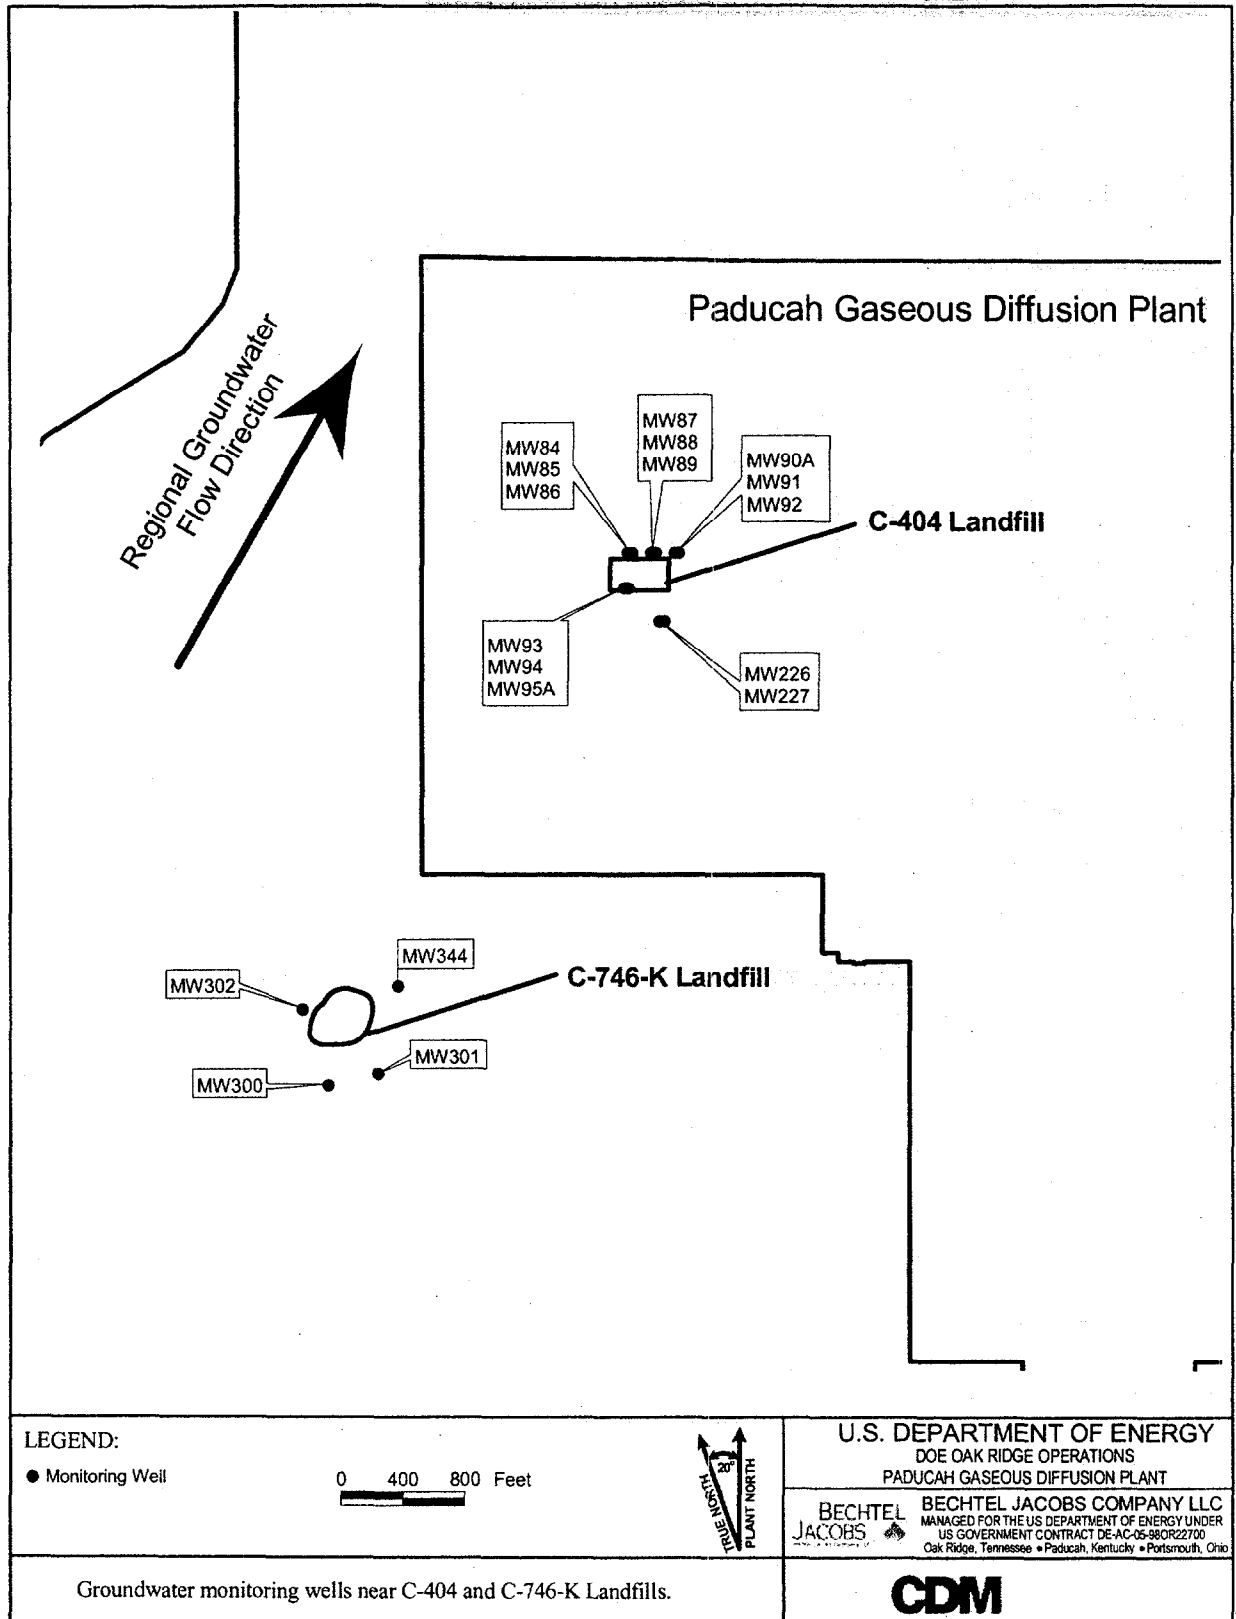 Paducah Gaseous Diffusion Plant
Regional Groundwater
Flow Direction
MW84
MW85
MW86
MW87
MW88
MW89
MW90A
MW91
MW92
C-404 Landfill
MW93
MW94
MW95A
MW226
MW227
MW344
MW302
C-746-K Landfill
MW301
MW300
LEGEND:
Monitoring Well
0 400 800 Feet
20°
TRUE NORTH
PLANT NORTH
U.S. DEPARTMENT OF ENERGY
DOE OAK RIDGE OPERATIONS
PADUCAH GASEOUS DIFFUSION PLANT
BECHTEL
JACOBS
BECHTEL JACOBS COMPANY LLC
MANAGED FOR THE US DEPARTMENT OF ENERGY UNDER
US GOVERNMENT CONTRACT DE-AC-05-98OR22700
Oak Ridge, Tennessee • Paducah, Kentucky • Portsmouth, Ohio
Groundwater monitoring wells near C-404 and C-746-K Landfills.
CDM